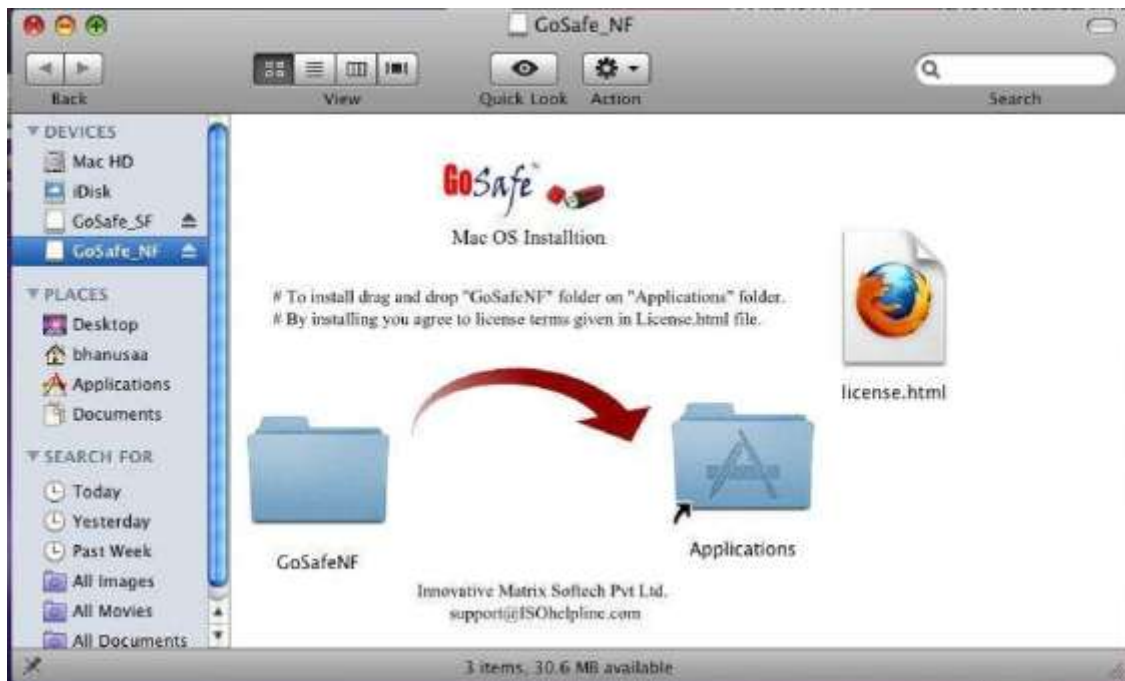 GoSafe_NF
Back
View
Quick Look
Action
Search
DEVICES
Mac HD
iDisk
GoSafe_SF
GoSafe_NF
PLACES
Desktop
bhanusaa
Applications
Documents
SEARCH FOR
Today
Yesterday
Past Week
All Images
All Movies
All Documents
GoSafe™
Mac OS Installtion
# To install drag and drop "GoSafeNF" folder on "Applications" folder.
# By installing you agree to license terms given in License.html file.
license.html
GoSafeNF
Applications
Innovative Matrix Softech Pvt Ltd.
support@ISOhelpline.com
3 items, 30.6 MB available